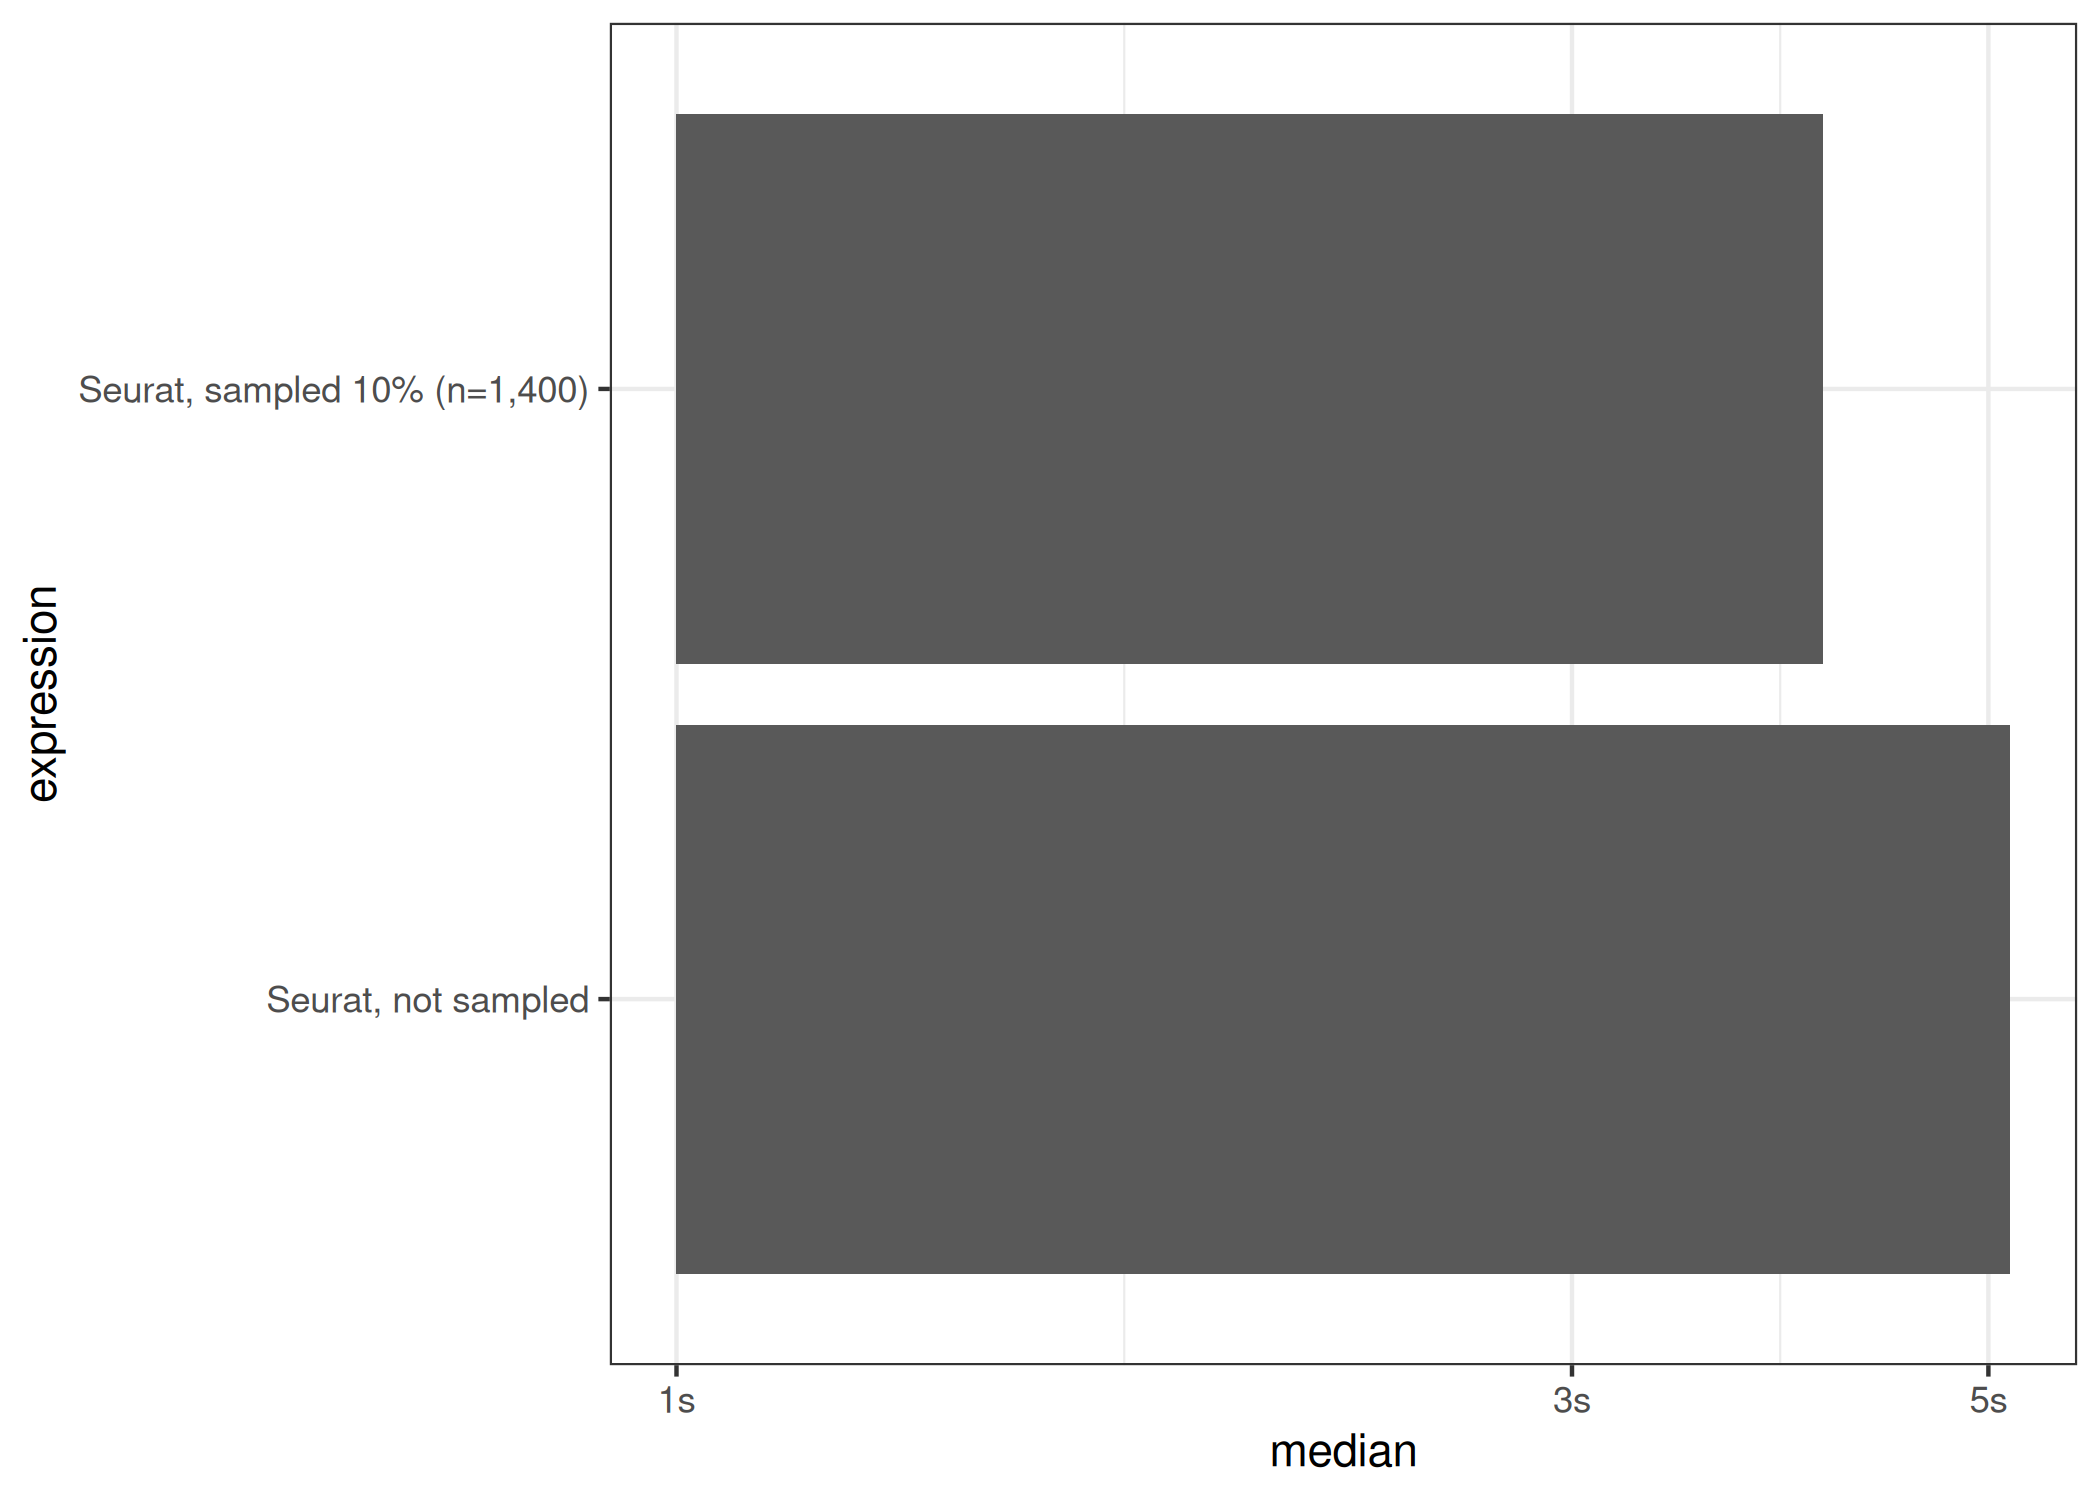 expression
Seurat, sampled 10% (n=1,400)
Seurat, not sampled
1s 3s 5s
median